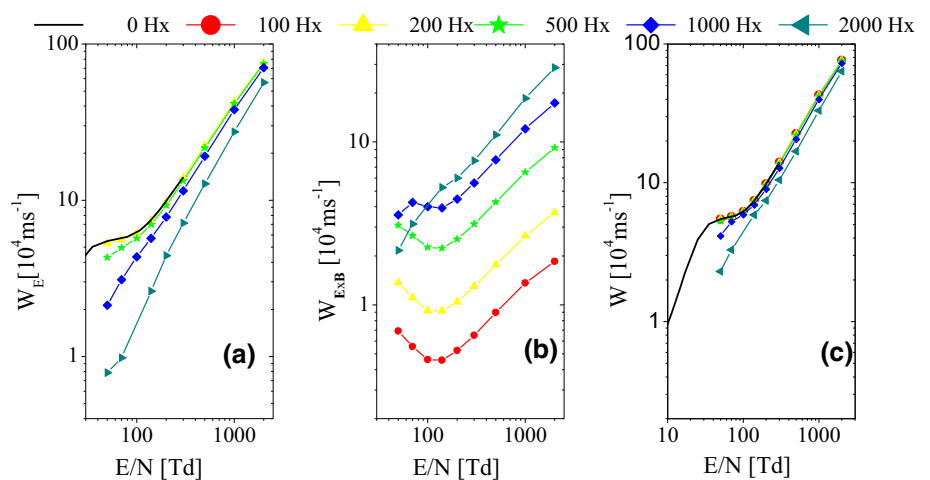 0 Hx 100 Hx 200 Hx 500 Hx 1000 Hx 2000 Hx
100
10
1
W_E [10^4 ms^-1]
100 1000
E/N [Td]
(a)
10
1
W_ExB [10^4 ms^-1]
100 1000
E/N [Td]
(b)
100
10
1
W [10^4 ms^-1]
10 100 1000
E/N [Td]
(c)